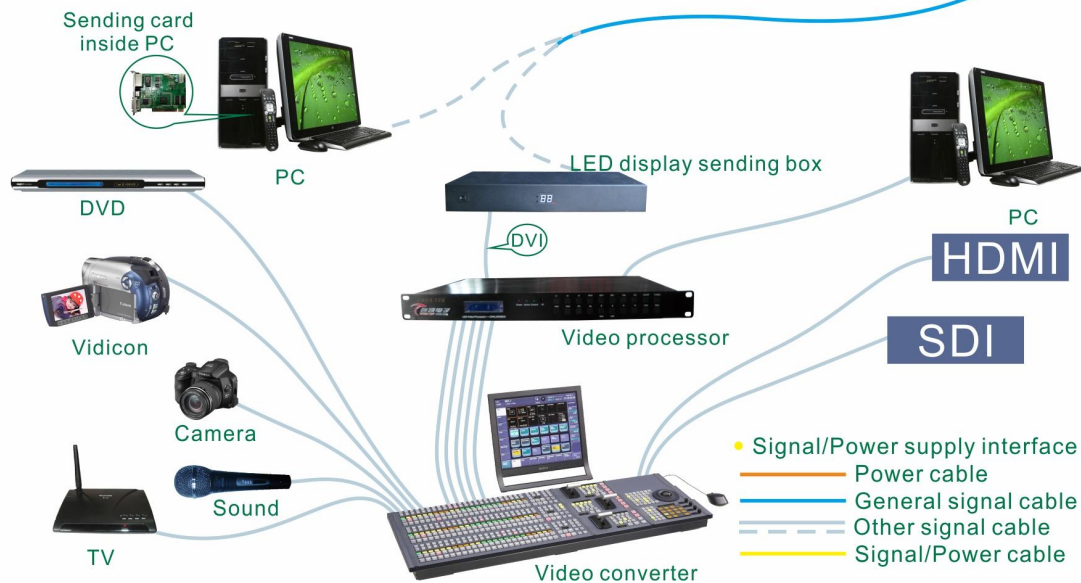 Sending card
inside PC
PC
LED display sending box
88
DVD
DVI
PC
HDMI
Vidicon
Video processor
SDI
Camera
Sound
TV
Video converter
Signal/Power supply interface
Power cable
General signal cable
Other signal cable
Signal/Power cable